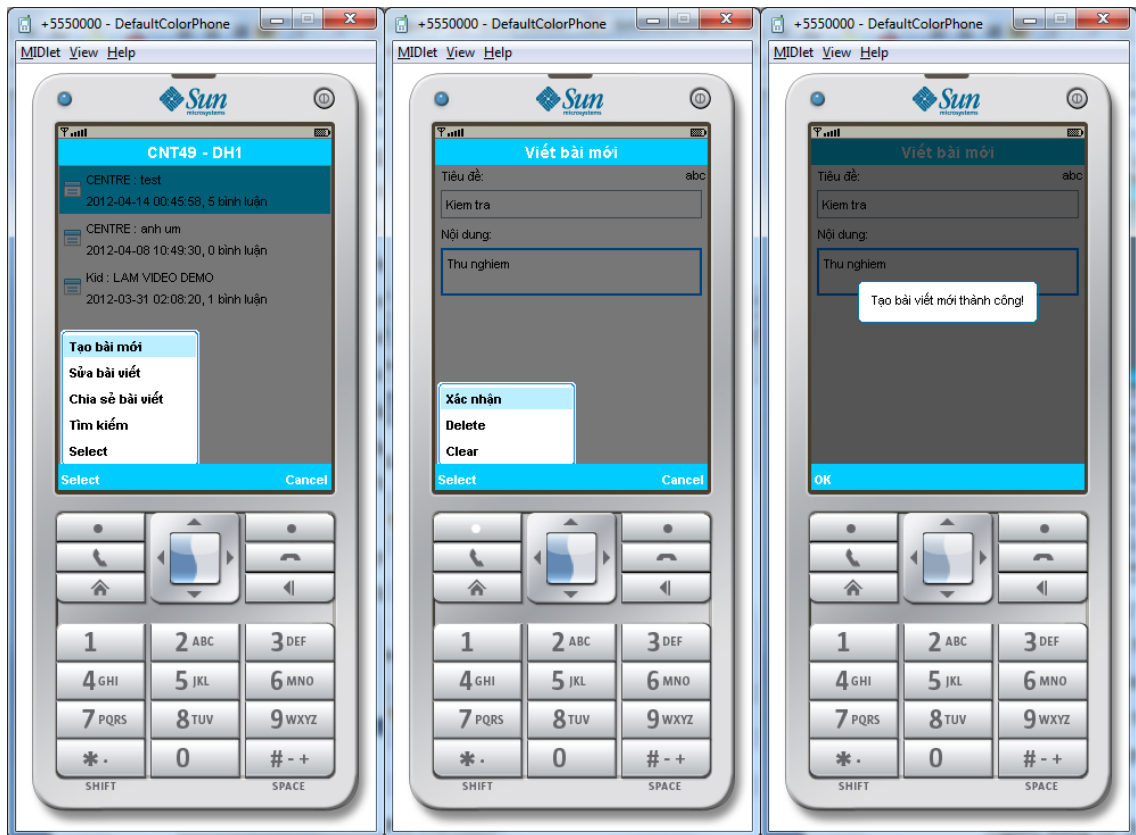 +5550000 - DefaultColorPhone
MIDlet View Help
Sun
microsystems
CNT49 - DH1
CENTRE : test
2012-04-14 00:45:58, 5 bình luận
CENTRE : anh um
2012-04-08 10:49:30, 0 bình luận
Kid : LAM VIDEO DEMO
2012-03-31 02:08:20, 1 bình luận
Tạo bài mới
Sửa bài viết
Chia sẻ bài viết
Tìm kiếm
Select
Select Cancel
1 2 ABC 3 DEF
4 GHI 5 JKL 6 MNO
7 PQRS 8 TUV 9 WXYZ
* . 0 # - +
SHIFT SPACE
+5550000 - DefaultColorPhone
MIDlet View Help
Sun
microsystems
Viết bài mới
Tiêu đề: abc
Kiem tra
Nội dung:
Thu nghiem
Xác nhận
Delete
Clear
Select Cancel
1 2 ABC 3 DEF
4 GHI 5 JKL 6 MNO
7 PQRS 8 TUV 9 WXYZ
* . 0 # - +
SHIFT SPACE
+5550000 - DefaultColorPhone
MIDlet View Help
Sun
microsystems
Viết bài mới
Tiêu đề: abc
Kiem tra
Nội dung:
Thu nghiem
Tạo bài viết mới thành công!
OK
1 2 ABC 3 DEF
4 GHI 5 JKL 6 MNO
7 PQRS 8 TUV 9 WXYZ
* . 0 # - +
SHIFT SPACE